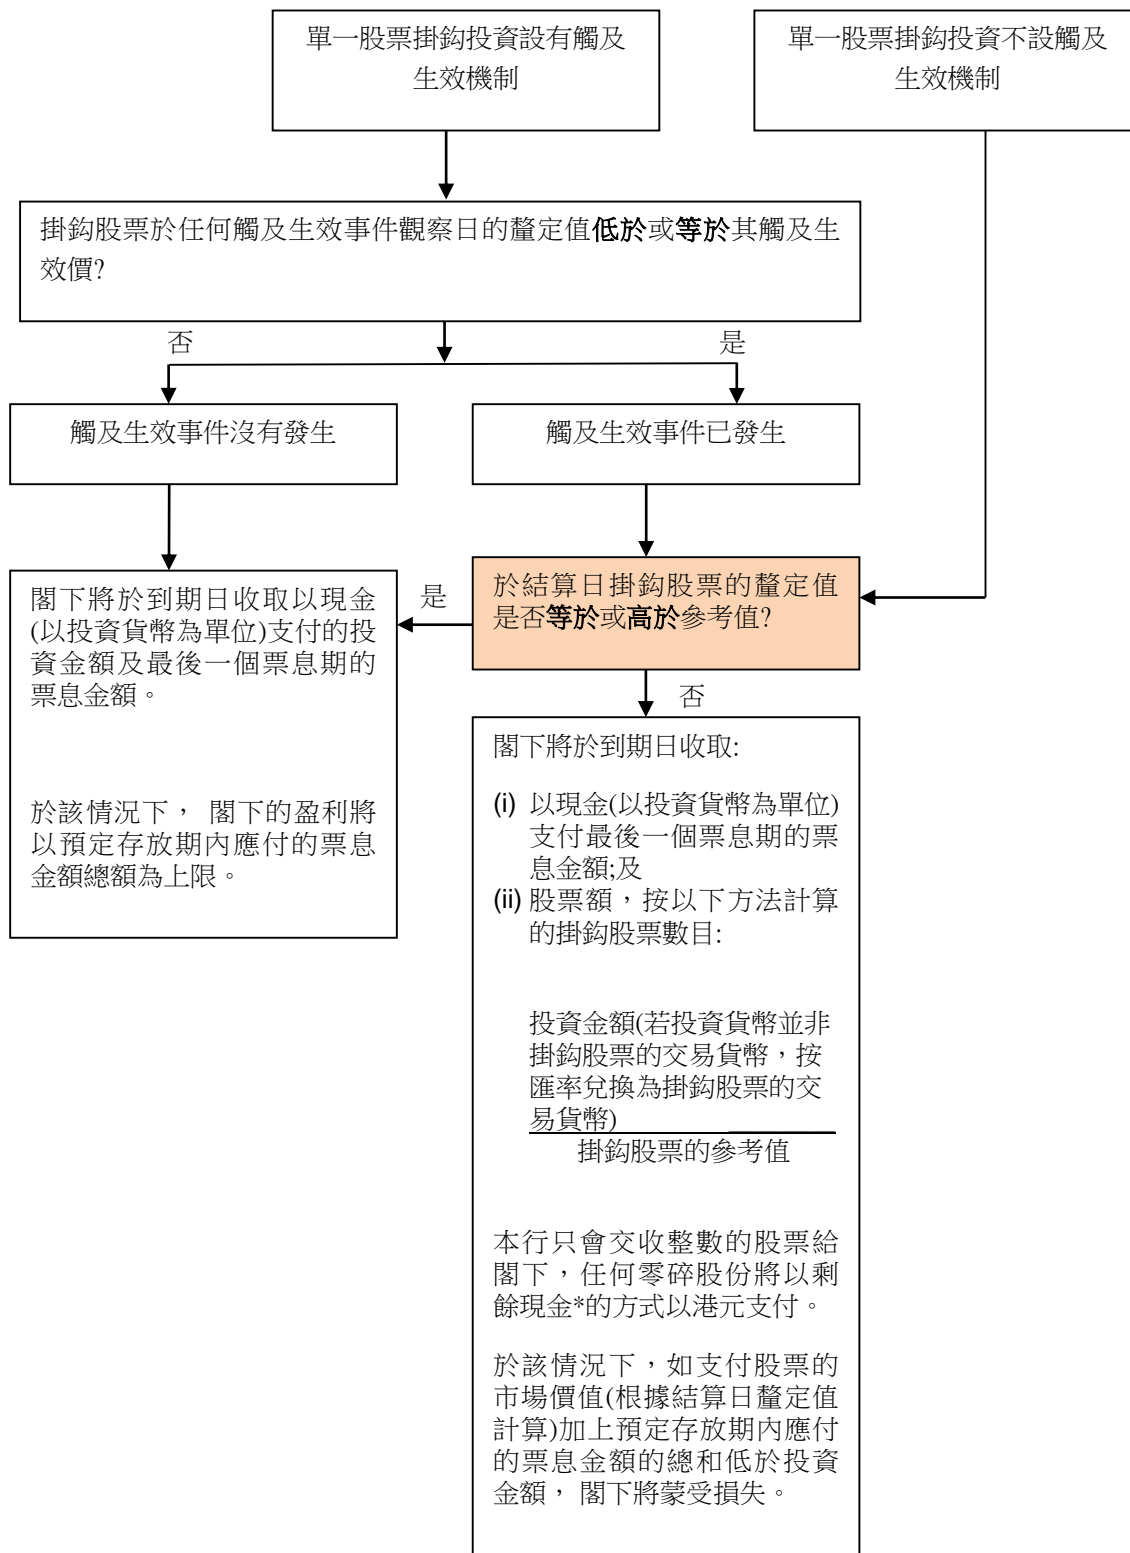 單一股票掛鈎投資設有觸及
生效機制
單一股票掛鈎投資不設觸及
生效機制
掛鈎股票於任何觸及生效事件觀察日的釐定值低於或等於其觸及生
效價?
否
是
觸及生效事件沒有發生
觸及生效事件已發生
閣下將於到期日收取以現金
(以投資貨幣為單位)支付的投
資金額及最後一個票息期的
票息金額。
於該情況下， 閣下的盈利將
以預定存放期內應付的票息
金額總額為上限。
是
於結算日掛鈎股票的釐定值
是否等於或高於參考值?
否
閣下將於到期日收取:
(i) 以現金(以投資貨幣為單位)
支付最後一個票息期的票
息金額;及
(ii) 股票額，按以下方法計算
的掛鈎股票數目:
投資金額(若投資貨幣並非
掛鈎股票的交易貨幣，按
匯率兌換為掛鈎股票的交
易貨幣)
掛鈎股票的參考值
本行只會交收整數的股票給
閣下，任何零碎股份將以剩
餘現金*的方式以港元支付。
於該情況下，如支付股票的
市場價值(根據結算日釐定值
計算)加上預定存放期內應付
的票息金額的總和低於投資
金額， 閣下將蒙受損失。